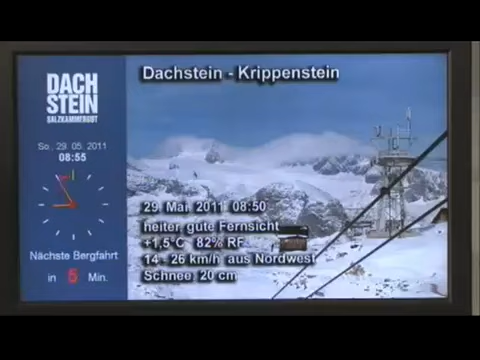 DACH
STEIN
SALZKAMMERGUT
So., 29. 05. 2011
08:55
Nächste Bergfahrt
in 5 Min.
Dachstein - Krippenstein
29. Mai. 2011 08:50
heiter, gute Fernsicht
+1,5°C 82% RF
14 - 26 km/h aus Nordwest
Schnee: 20 cm